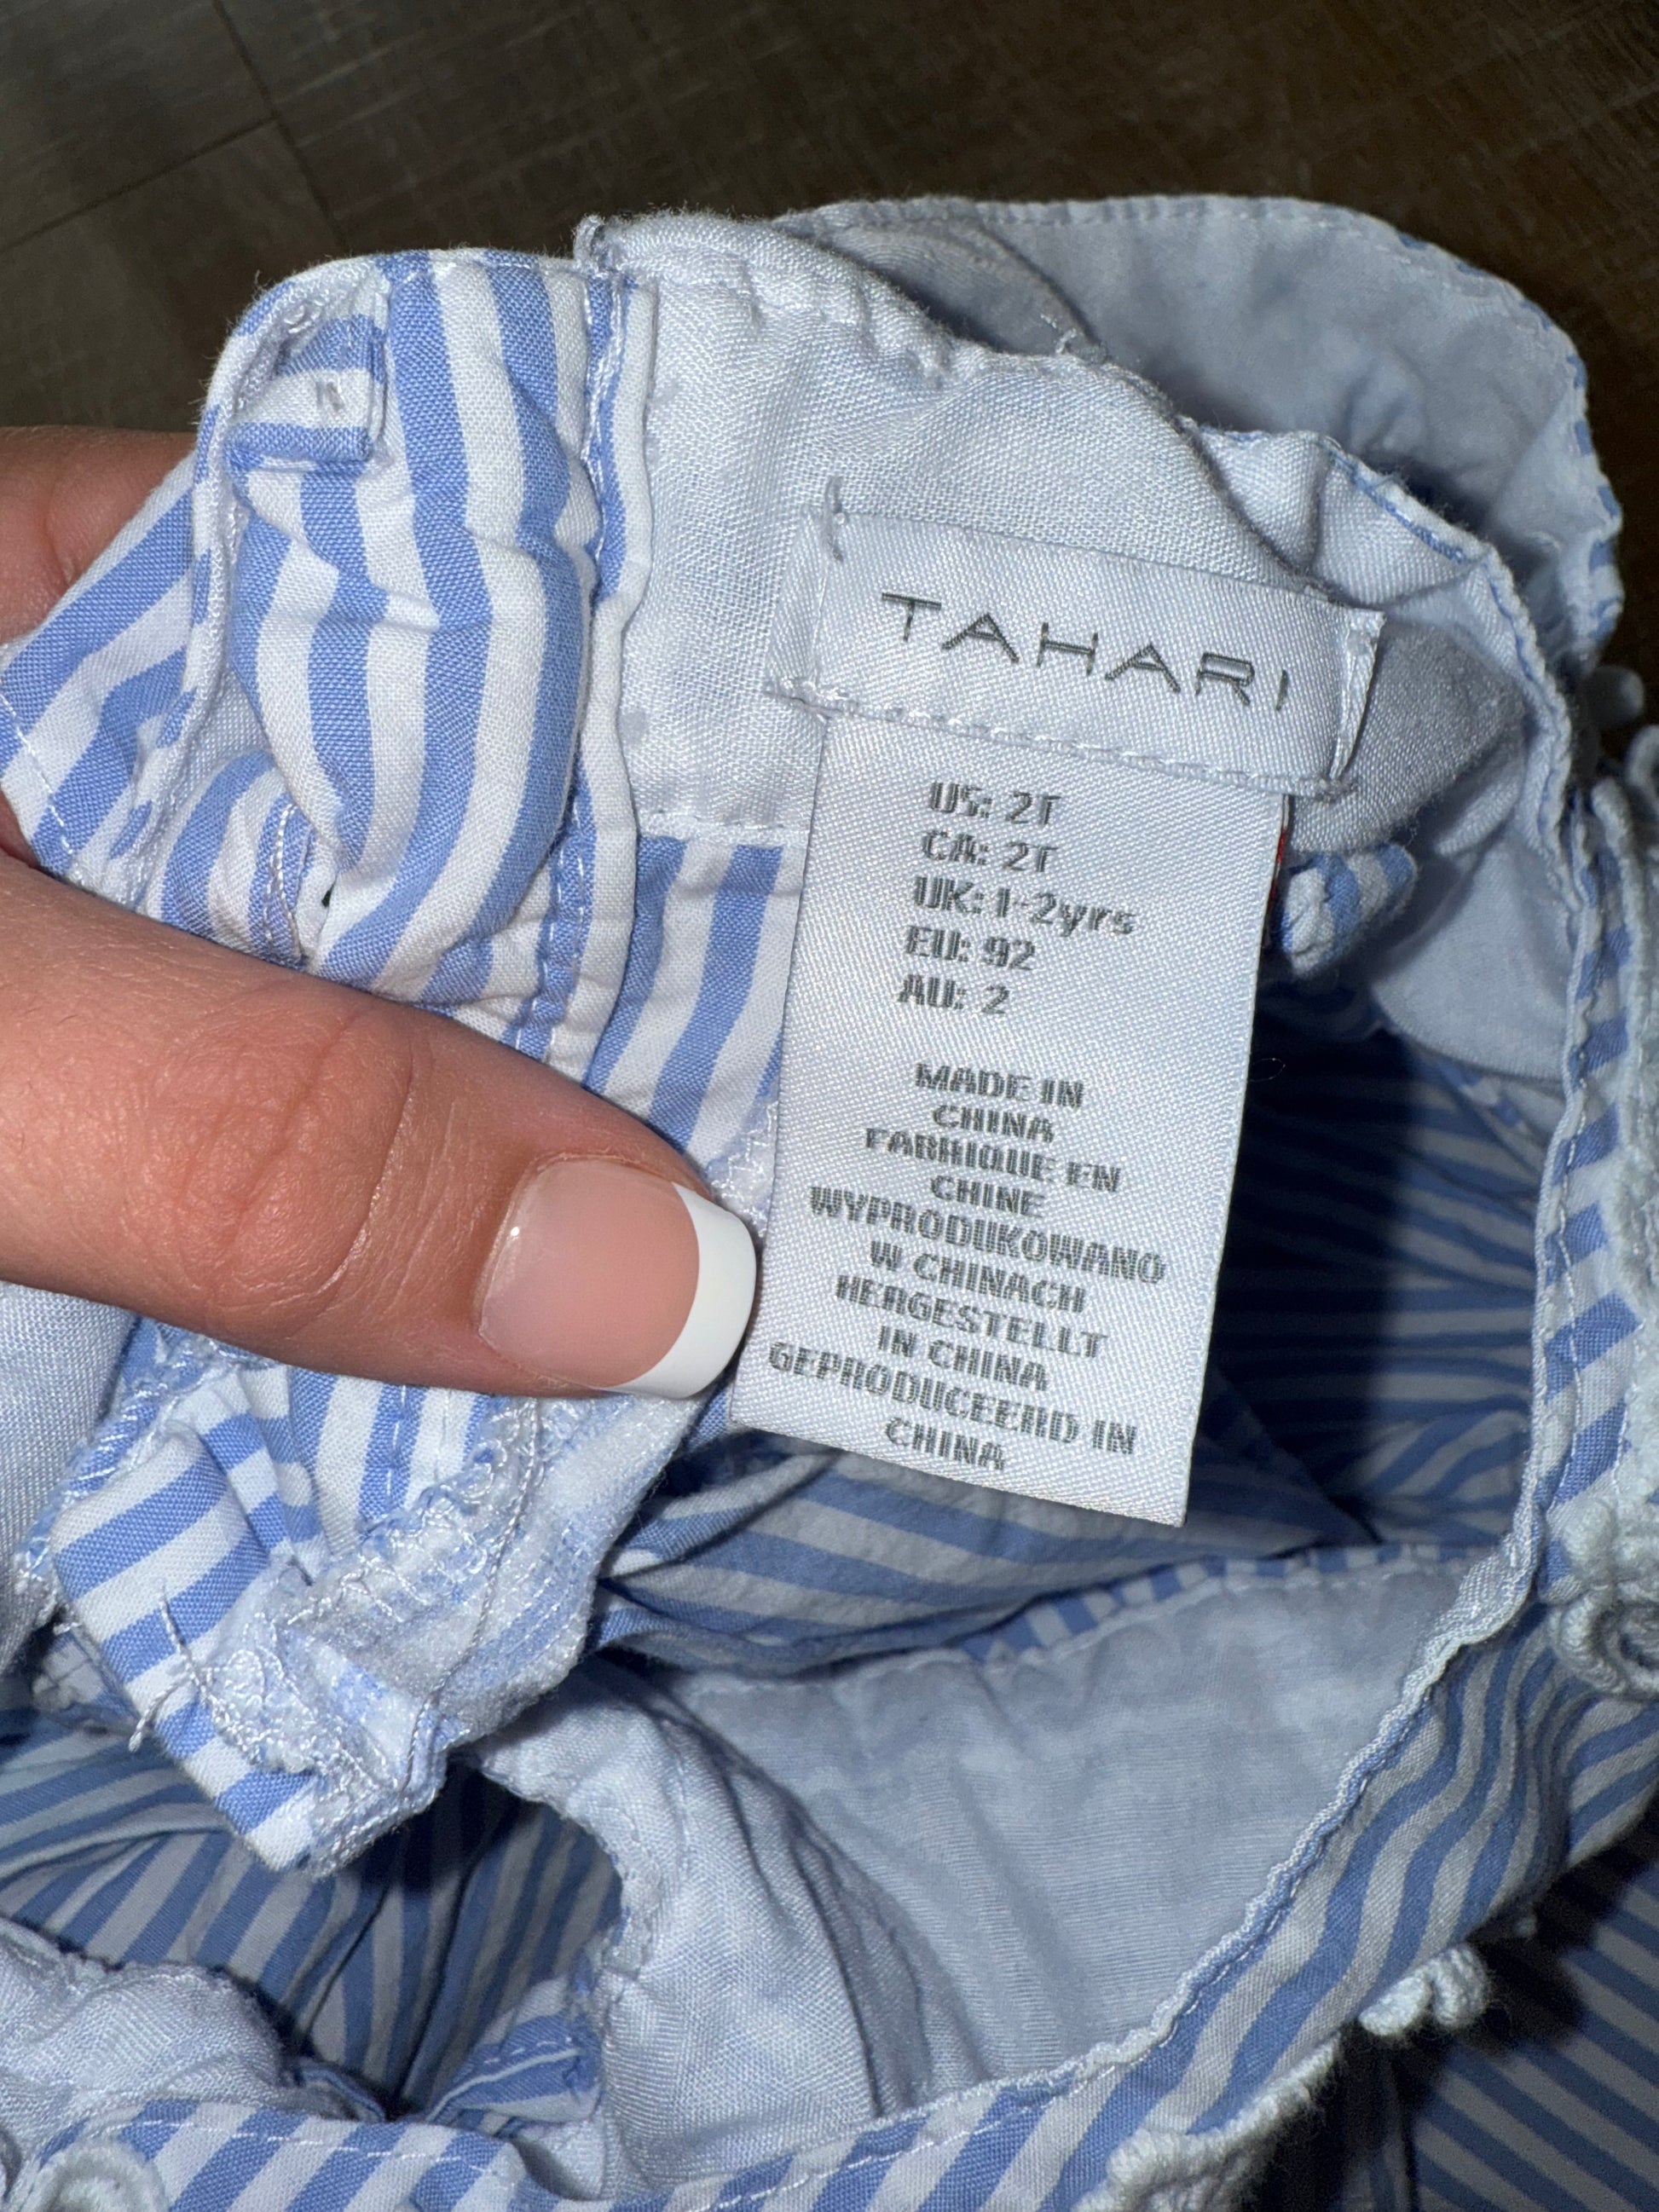 TAHARI
US: 2T
CA: 2T
UK: 1-2yrs
EU: 92
AU: 2
MADE IN
CHINA
FABRIQUE EN
CHINE
WYPRODUKOWANO
W CHINACH
HERGESTELLT
IN CHINA
GEPRODUCEERD IN
CHINA